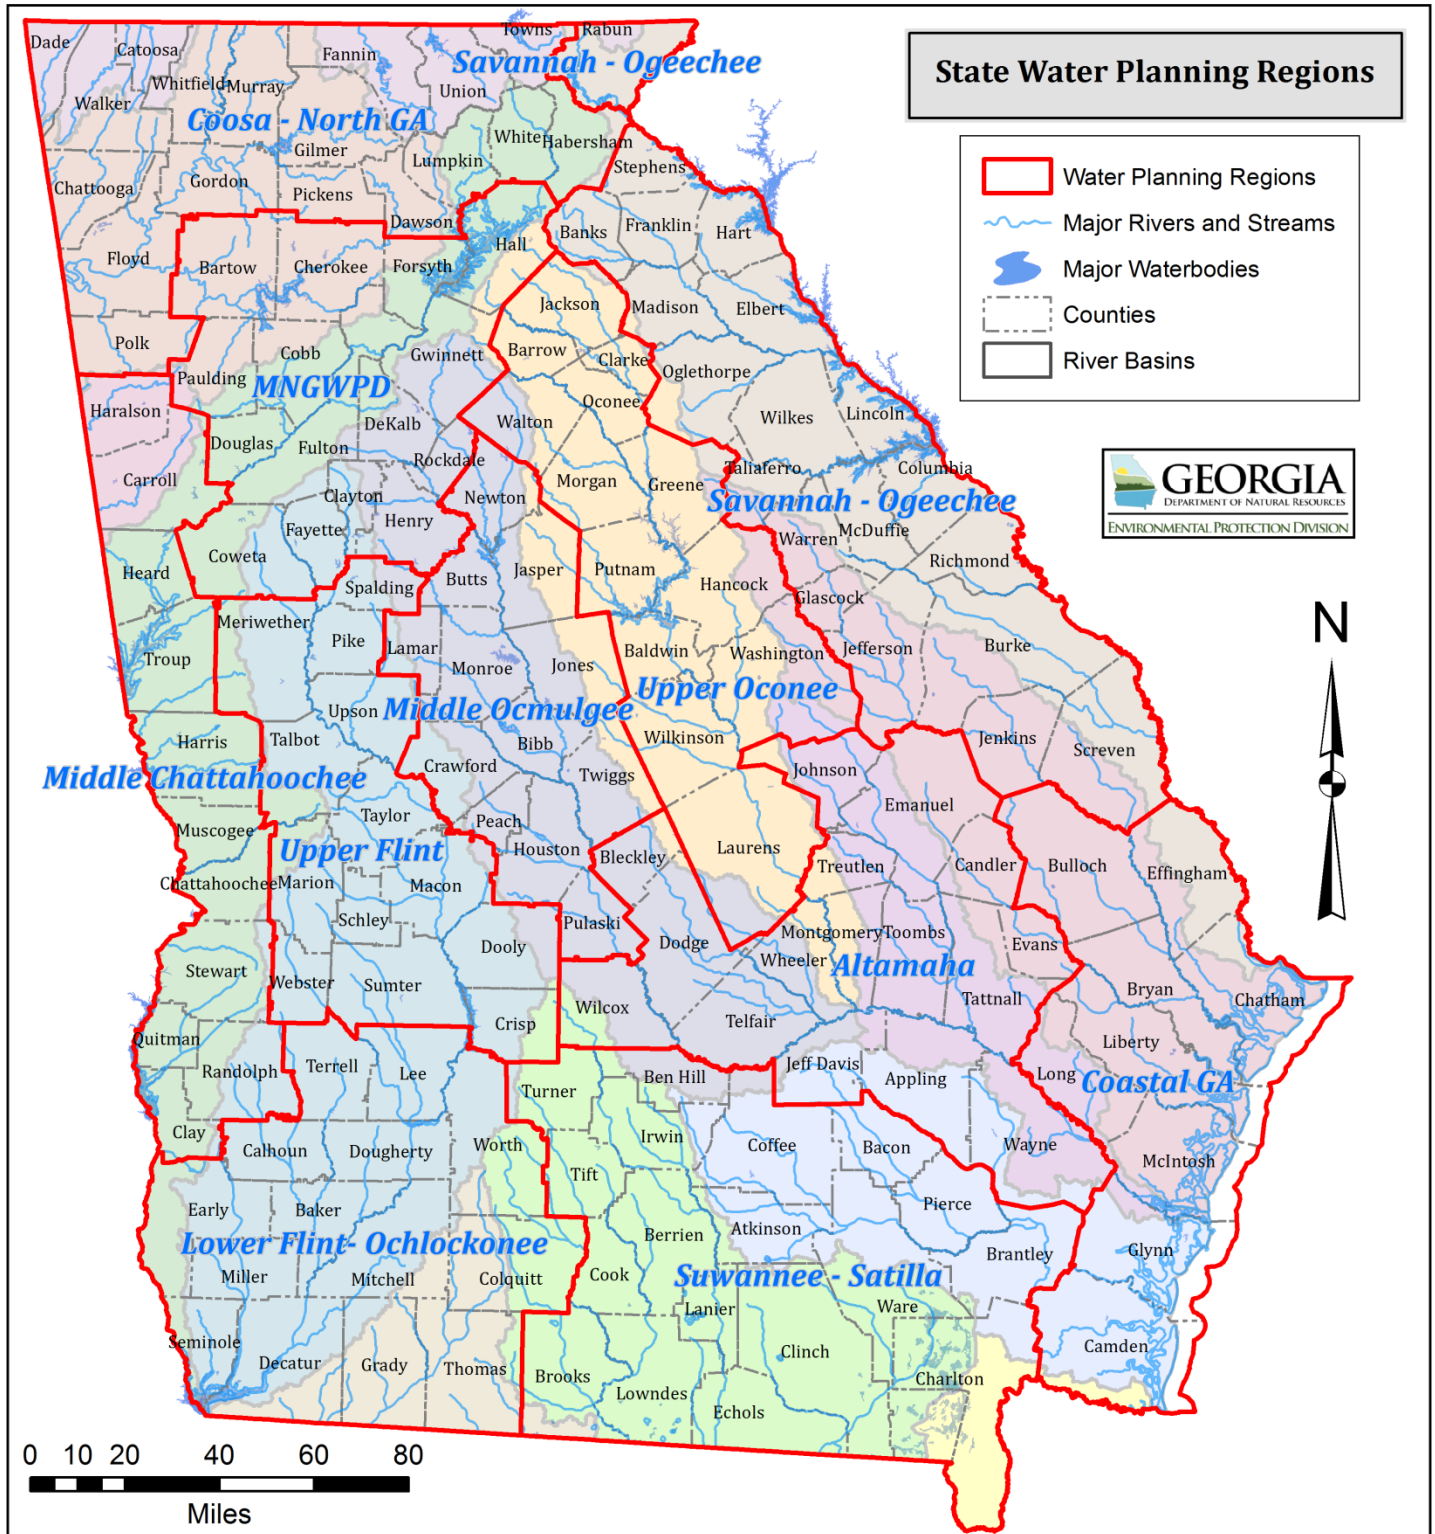 State Water Planning Regions
Water Planning Regions
Major Rivers and Streams
Major Waterbodies
Counties
River Basins
GEORGIA
DEPARTMENT OF NATURAL RESOURCES
ENVIRONMENTAL PROTECTION DIVISION
N
Towns
Rabun
Dade
Catoosa
Fannin
Savannah - Ogeechee
Whitfield
Murray
Union
Walker
Coosa - North GA
White
Habersham
Gilmer
Lumpkin
Stephens
Chattooga
Gordon
Pickens
Dawson
Franklin
Hart
Banks
Hall
Floyd
Bartow
Cherokee
Forsyth
Jackson
Madison
Elbert
Polk
Cobb
Gwinnett
Barrow
Clarke
Oglethorpe
Paulding
MNGWPD
Haralson
Oconee
Wilkes
Lincoln
Douglas
Fulton
DeKalb
Walton
Rockdale
Taliaferro
Columbia
Carroll
Clayton
Newton
Morgan
Greene
Savannah - Ogeechee
Fayette
Henry
McDuffie
Warren
Coweta
Richmond
Heard
Spalding
Butts
Jasper
Putnam
Hancock
Glascock
Meriwether
Pike
Lamar
Troup
Monroe
Jones
Baldwin
Washington
Jefferson
Burke
Upper Oconee
Upson
Middle Ocmulgee
Harris
Talbot
Bibb
Wilkinson
Jenkins
Screven
Middle Chattahoochee
Crawford
Twiggs
Johnson
Emanuel
Taylor
Muscogee
Peach
Upper Flint
Houston
Bleckley
Laurens
Treutlen
Candler
Bulloch
Effingham
Chattahoochee
Marion
Macon
Schley
Pulaski
Dooly
Dodge
Montgomery
Toombs
Evans
Wheeler
Altamaha
Stewart
Webster
Sumter
Tattnall
Bryan
Chatham
Wilcox
Telfair
Crisp
Quitman
Randolph
Terrell
Lee
Liberty
Turner
Ben Hill
Jeff Davis
Appling
Long
Coastal GA
Clay
Calhoun
Dougherty
Worth
Irwin
Coffee
Bacon
Wayne
McIntosh
Tift
Early
Baker
Pierce
Atkinson
Berrien
Lower Flint- Ochlockonee
Brantley
Glynn
Miller
Mitchell
Colquitt
Cook
Suwannee - Satilla
Lanier
Ware
Seminole
Decatur
Grady
Thomas
Brooks
Lowndes
Clinch
Camden
Echols
Charlton
0 10 20 40 60 80
Miles